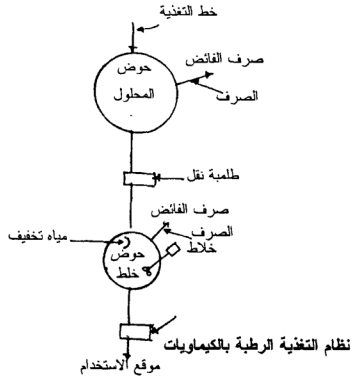 خط التغذية
حوض
المحلول
صرف الفائض
الصرف
طلمبة نقل
صرف الفائض
الصرف
خلاط
مياه تخفيف
حوض
خلط
نظام التغذية الرطبة بالكيماويات
موقع الاستخدام